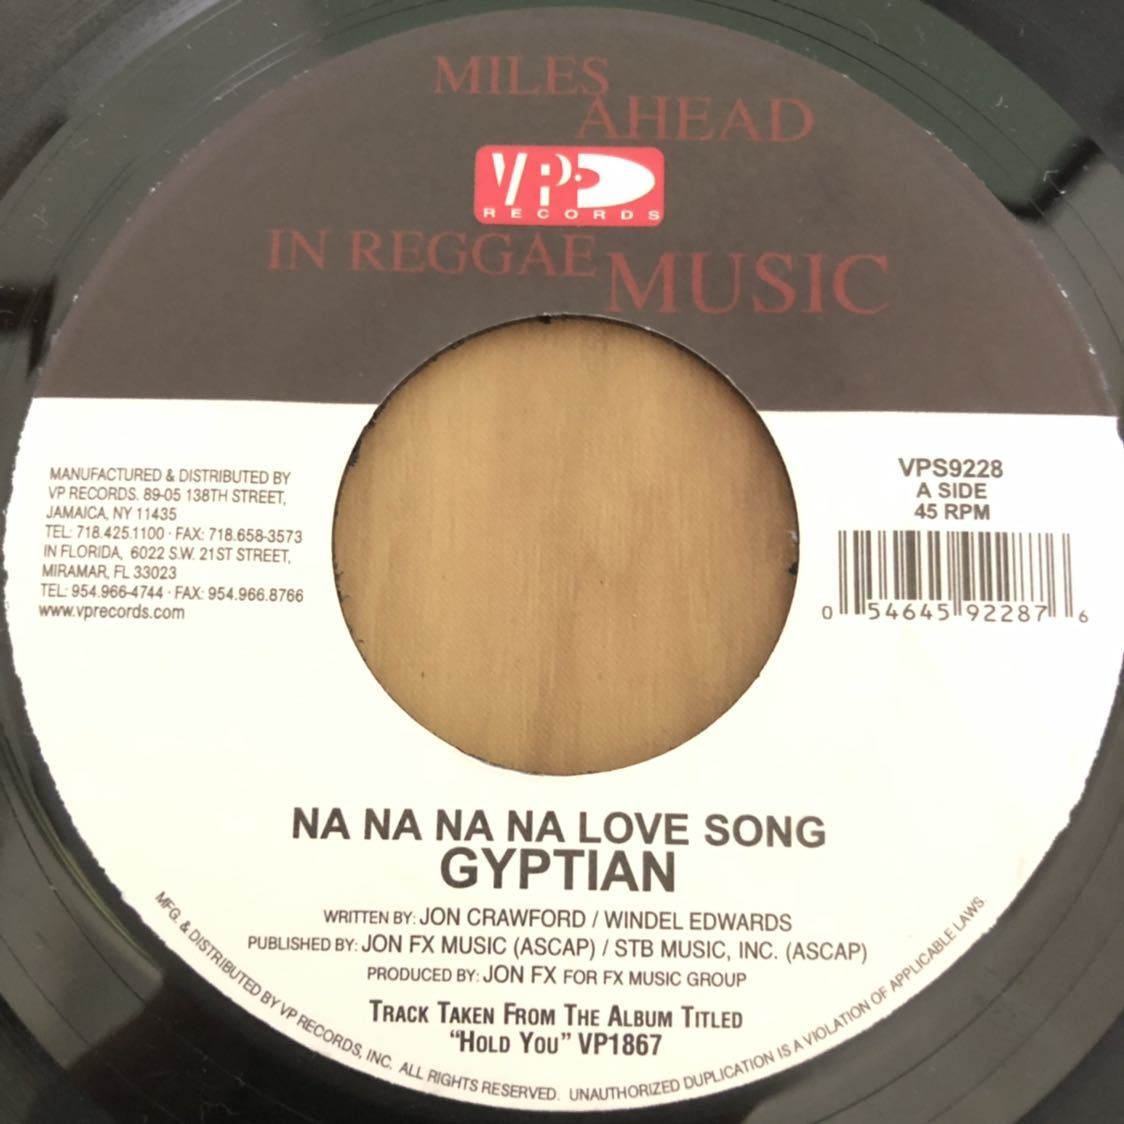 MILES
AHEAD
VP
RECORDS
IN REGGAE MUSIC
MANUFACTURED & DISTRIBUTED BY
VP RECORDS. 89-05 138TH STREET,
JAMAICA, NY 11435
TEL: 718.425.1100 · FAX: 718.658-3573
IN FLORIDA, 6022 S.W. 21ST STREET,
MIRAMAR, FL 33023
TEL: 954.966-4744 · FAX: 954.966.8766
www.vprecords.com
VPS9228
A SIDE
45 RPM
0 54645 92287 6
NA NA NA NA LOVE SONG
GYPTIAN
WRITTEN BY: JON CRAWFORD / WINDEL EDWARDS
PUBLISHED BY: JON FX MUSIC (ASCAP) / STB MUSIC, INC. (ASCAP)
PRODUCED BY: JON FX FOR FX MUSIC GROUP
TRACK TAKEN FROM THE ALBUM TITLED
"HOLD YOU" VP1867
MFG. & DISTRIBUTED BY VP RECORDS, INC. ALL RIGHTS RESERVED. UNAUTHORIZED DUPLICATION IS A VIOLATION OF APPLICABLE LAWS.